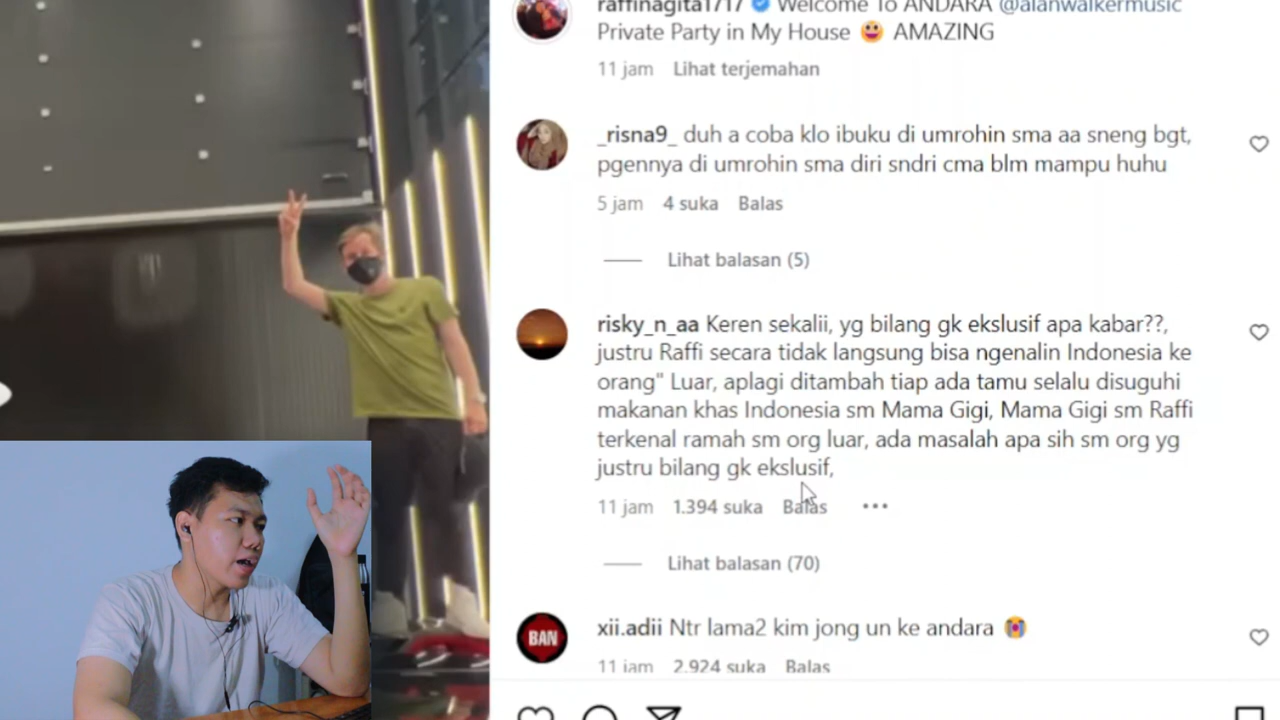 raffinagita1717 Welcome To ANDARA @alanwalkermusic
Private Party in My House 😀 AMAZING
11 jam Lihat terjemahan
_risna9_ duh a coba klo ibuku di umrohin sma aa sneng bgt,
pgennya di umrohin sma diri sndri cma blm mampu huhu
5 jam 4 suka Balas
Lihat balasan (5)
risky_n_aa Keren sekalii, yg bilang gk ekslusif apa kabar??,
justru Raffi secara tidak langsung bisa ngenalin Indonesia ke
orang" Luar, aplagi ditambah tiap ada tamu selalu disuguhi
makanan khas Indonesia sm Mama Gigi, Mama Gigi sm Raffi
terkenal ramah sm org luar, ada masalah apa sih sm org yg
justru bilang gk ekslusif,
11 jam 1.394 suka Balas •••
Lihat balasan (70)
BAN
xii.adii Ntr lama2 kim jong un ke andara 😭
11 jam 2.924 suka Balas